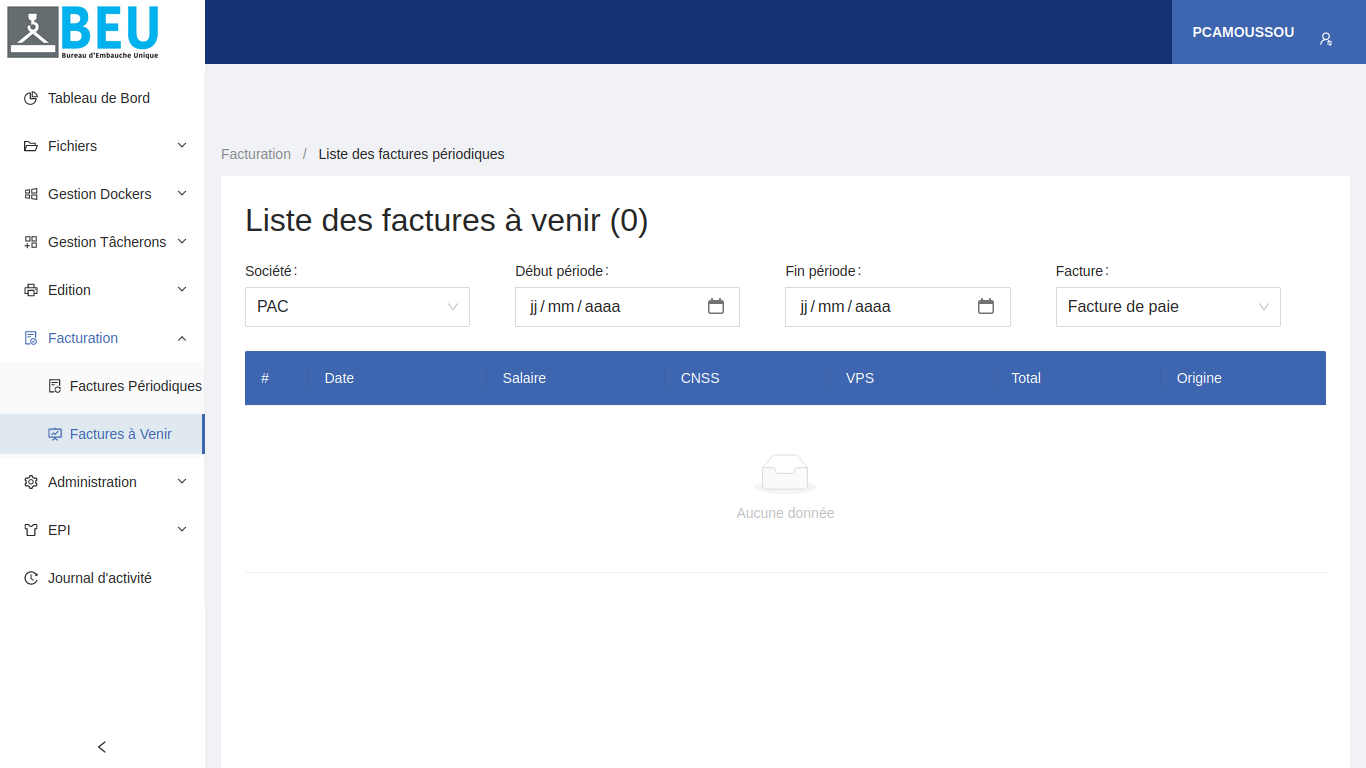 BEU
Bureau d'Embauche Unique
PCAMOUSSOU
Tableau de Bord
Fichiers
Gestion Dockers
Gestion Tâcherons
Edition
Facturation
Factures Périodiques
Factures à Venir
Administration
EPI
Journal d'activité
Facturation / Liste des factures périodiques
Liste des factures à venir (0)
Société :
Début période :
Fin période :
Facture :
PAC
jj/mm/aaaa
jj/mm/aaaa
Facture de paie
# Date Salaire CNSS VPS Total Origine
Aucune donnée